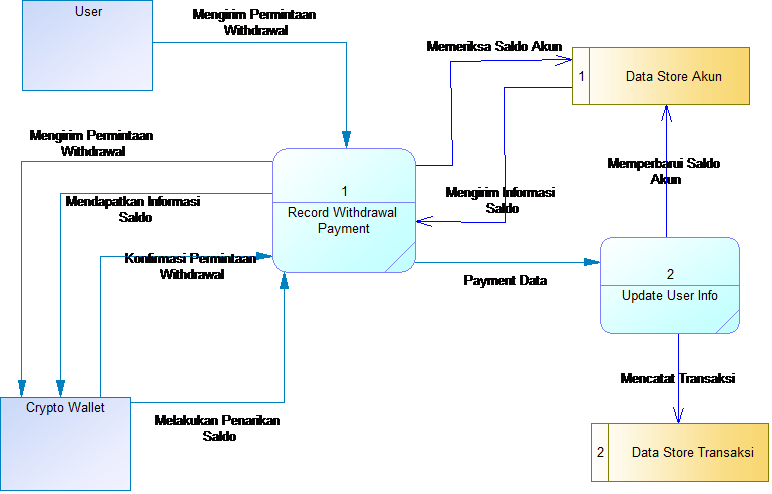 User
Mengirim Permintaan
Withdrawal
Memeriksa Saldo Akun
1
Data Store Akun
Mengirim Permintaan
Withdrawal
Memperbarui Saldo
Akun
1
Record Withdrawal
Payment
Mendapatkan Informasi
Saldo
Mengirim Informasi
Saldo
Konfirmasi Permintaan
Withdrawal
Payment Data
2
Update User Info
Mencatat Transaksi
Crypto Wallet
Melakukan Penarikan
Saldo
2
Data Store Transaksi